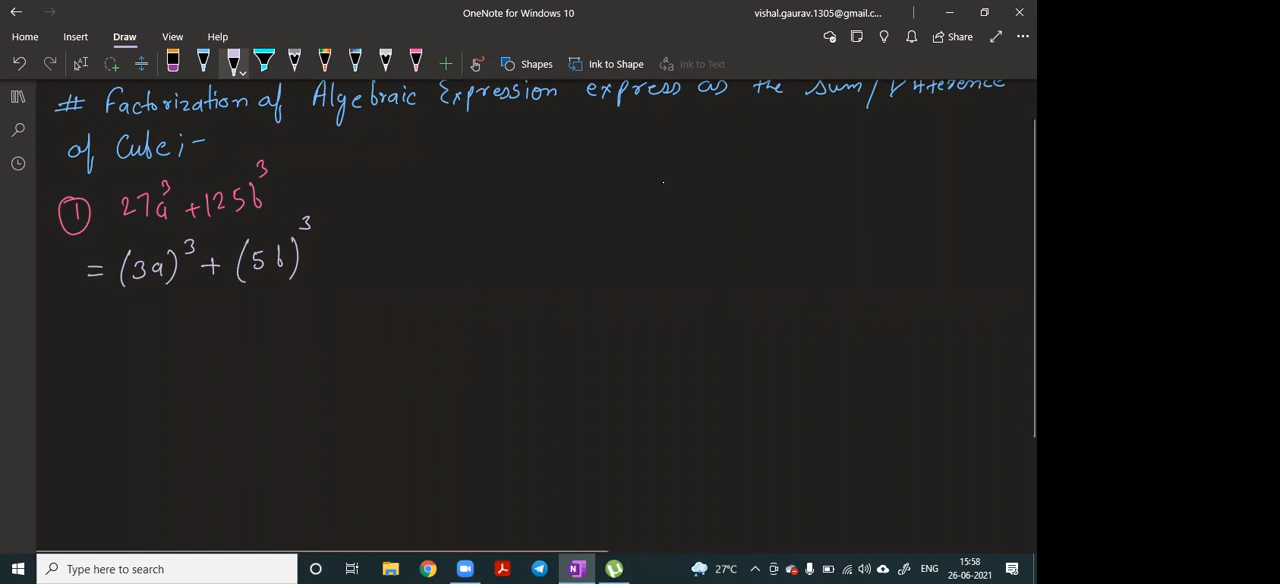 OneNote for Windows 10
vishal.gaurav.1305@gmail.c...
Home Insert Draw View Help
Share
Shapes Ink to Shape Ink to Text
# Factorization of Algebraic Expression express as the sum/Difference
of Cube:-
① 27a³ + 125b³
= (3a)³ + (5b)³
Type here to search
27°C
ENG
15:58
26-06-2021